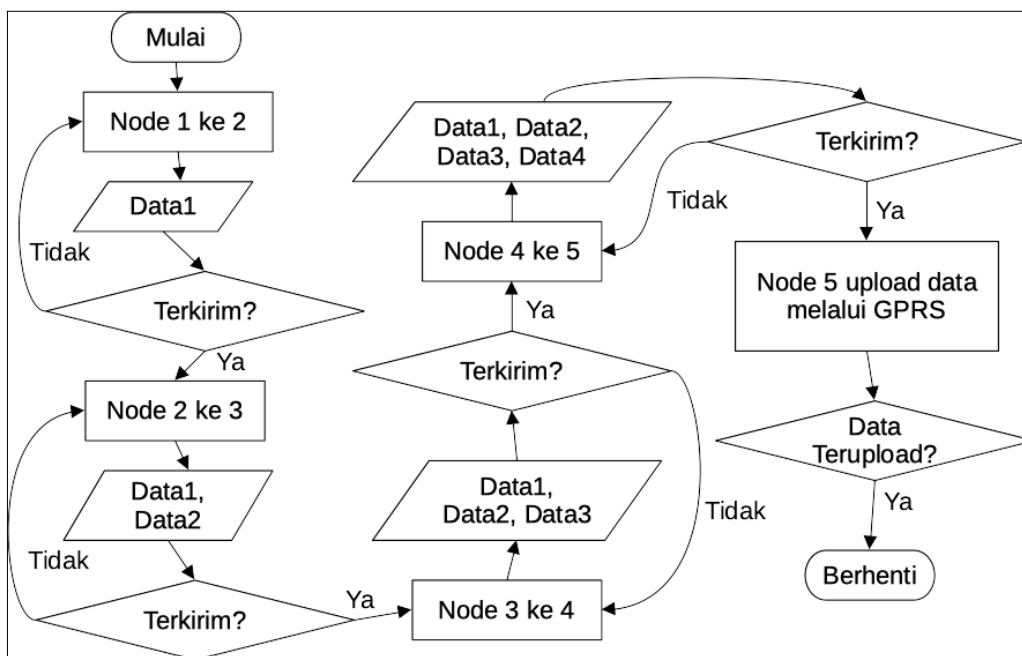 Mulai
Node 1 ke 2
Data1
Tidak
Terkirim?
Ya
Node 2 ke 3
Data1,
Data2
Tidak
Terkirim?
Ya
Node 3 ke 4
Data1,
Data2, Data3
Tidak
Terkirim?
Ya
Node 4 ke 5
Data1, Data2,
Data3, Data4
Terkirim?
Tidak
Ya
Node 5 upload data
melalui GPRS
Data
Terupload?
Ya
Berhenti